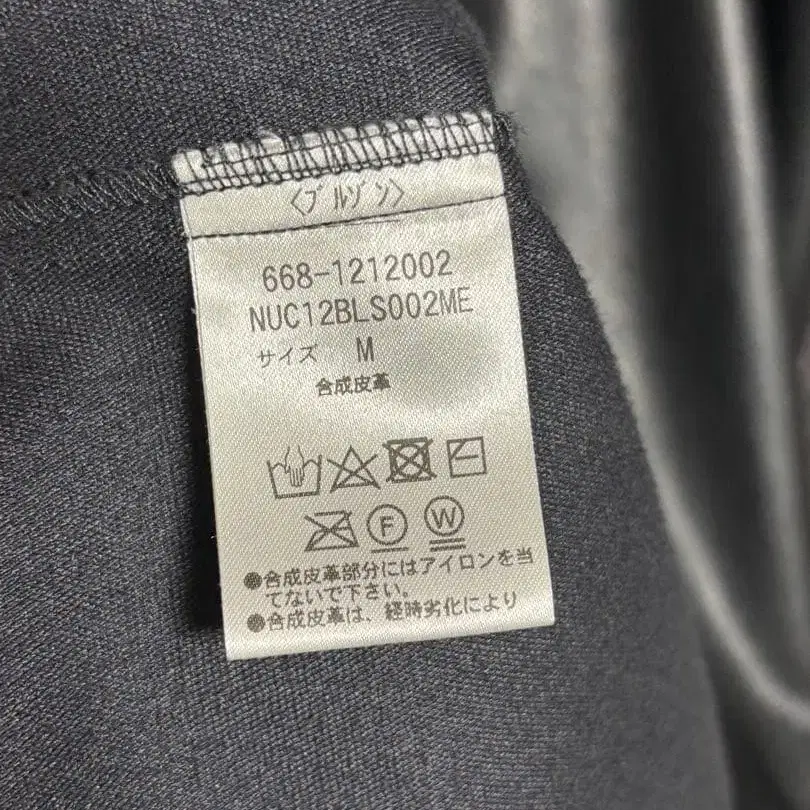 〈ブルゾン〉
668-1212002
NUC12BLS002ME
サイズ M
合成皮革
F W
●合成皮革部分にはアイロンを当
てないで下さい。
●合成皮革は、経時劣化により